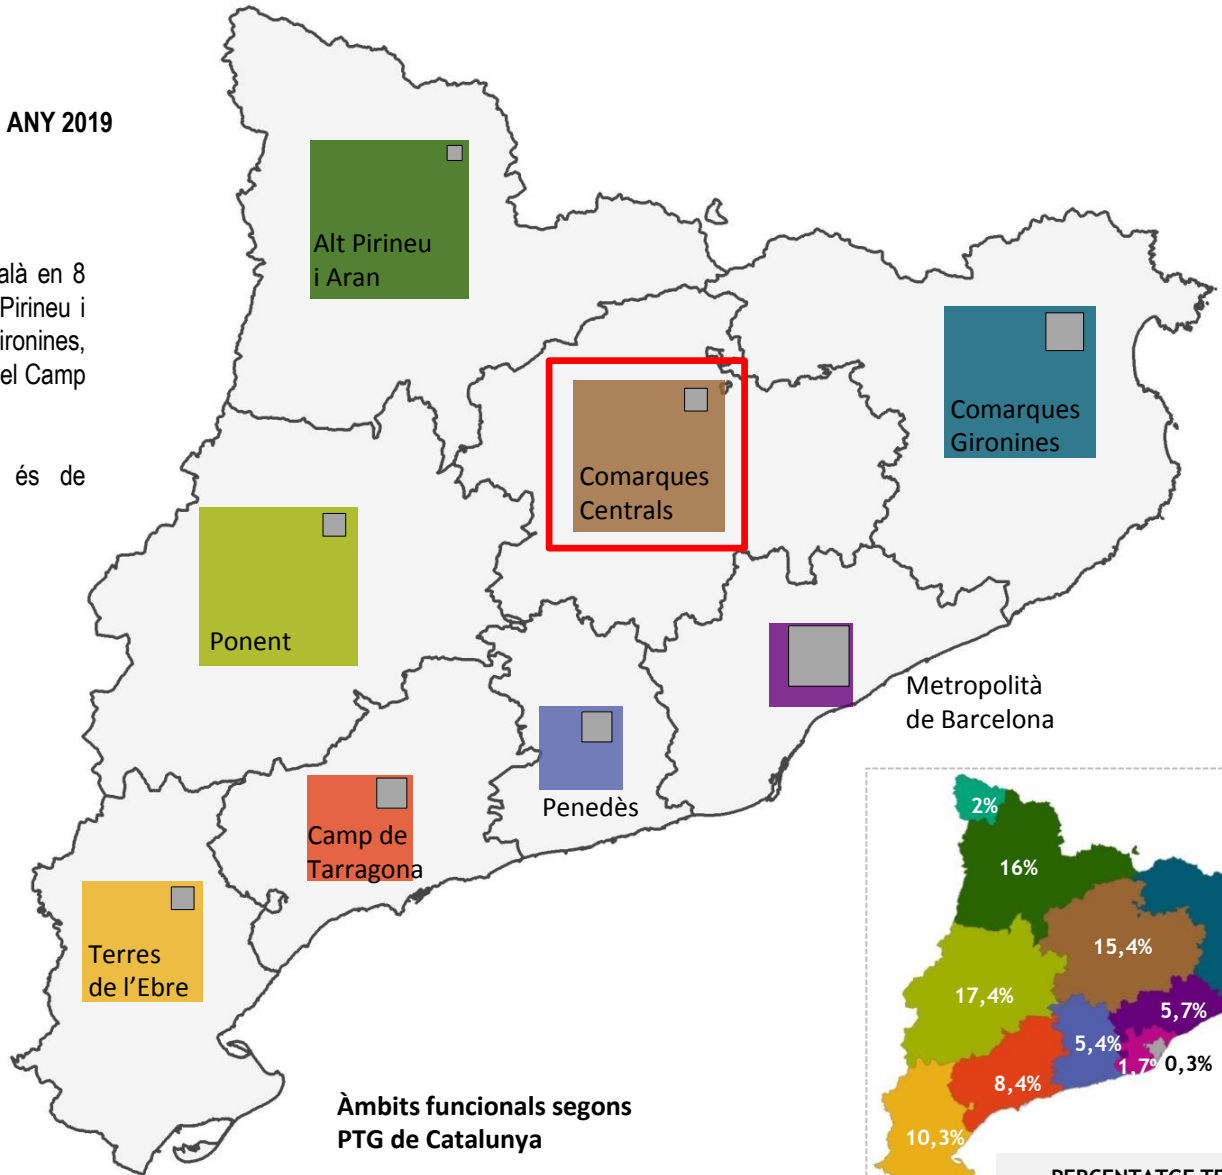 ANY 2019
alà en 8
Pirineu i
ironines,
el Camp
és de
Alt Pirineu
i Aran
Comarques
Gironines
Comarques
Centrals
Ponent
Metropolità
de Barcelona
Penedès
Camp de
Tarragona
Terres
de l'Ebre
2%
16%
15,4%
17,4%
5,7%
5,4%
1,7%
0,3%
8,4%
10,3%
Àmbits funcionals segons
PTG de Catalunya